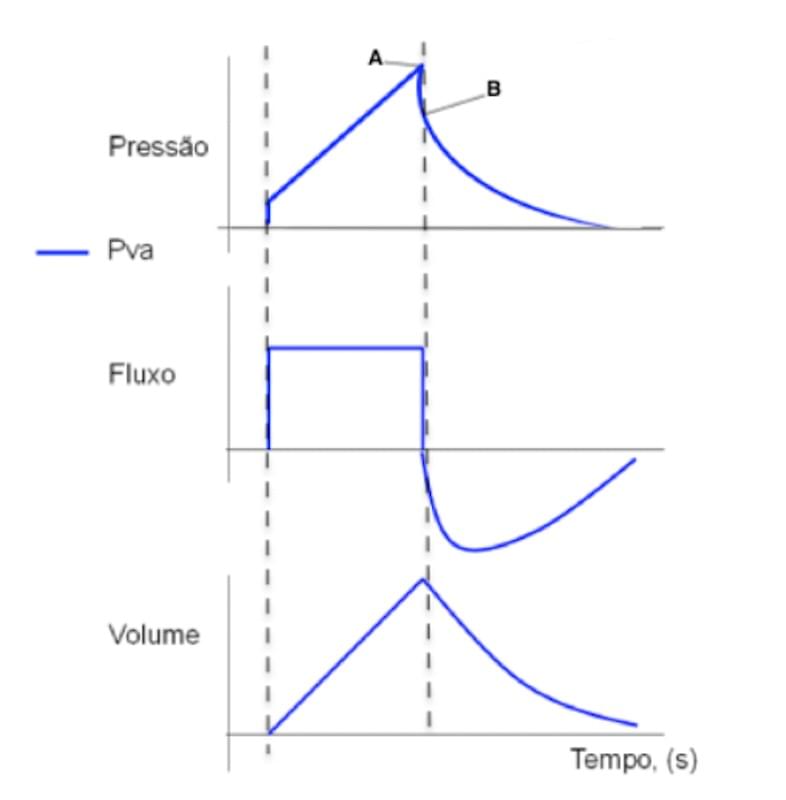 A
B
Pressão
Pva
Fluxo
Volume
Tempo, (s)